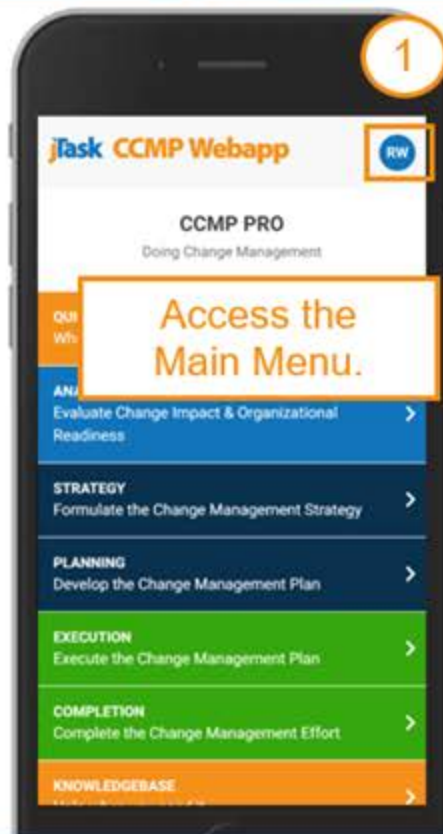 1
jTask CCMP Webapp
RW
CCMP PRO
Doing Change Management
Access the
Main Menu.
Evaluate Change Impact & Organizational
Readiness
STRATEGY
Formulate the Change Management Strategy
PLANNING
Develop the Change Management Plan
EXECUTION
Execute the Change Management Plan
COMPLETION
Complete the Change Management Effort
KNOWLEDGEBASE